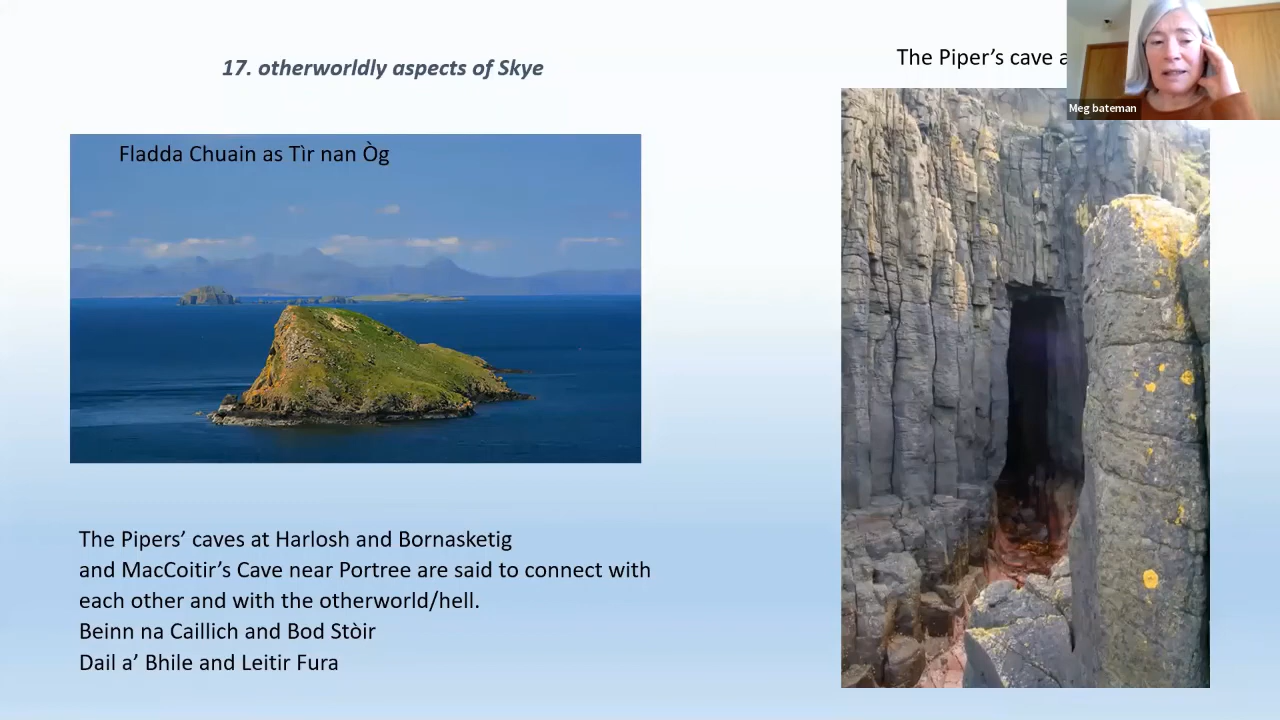 17. otherworldly aspects of Skye
The Piper’s cave a
Meg bateman
Fladda Chuain as Tìr nan Òg
The Pipers’ caves at Harlosh and Bornasketig
and MacCoitir’s Cave near Portree are said to connect with
each other and with the otherworld/hell.
Beinn na Caillich and Bod Stòir
Dail a’ Bhile and Leitir Fura